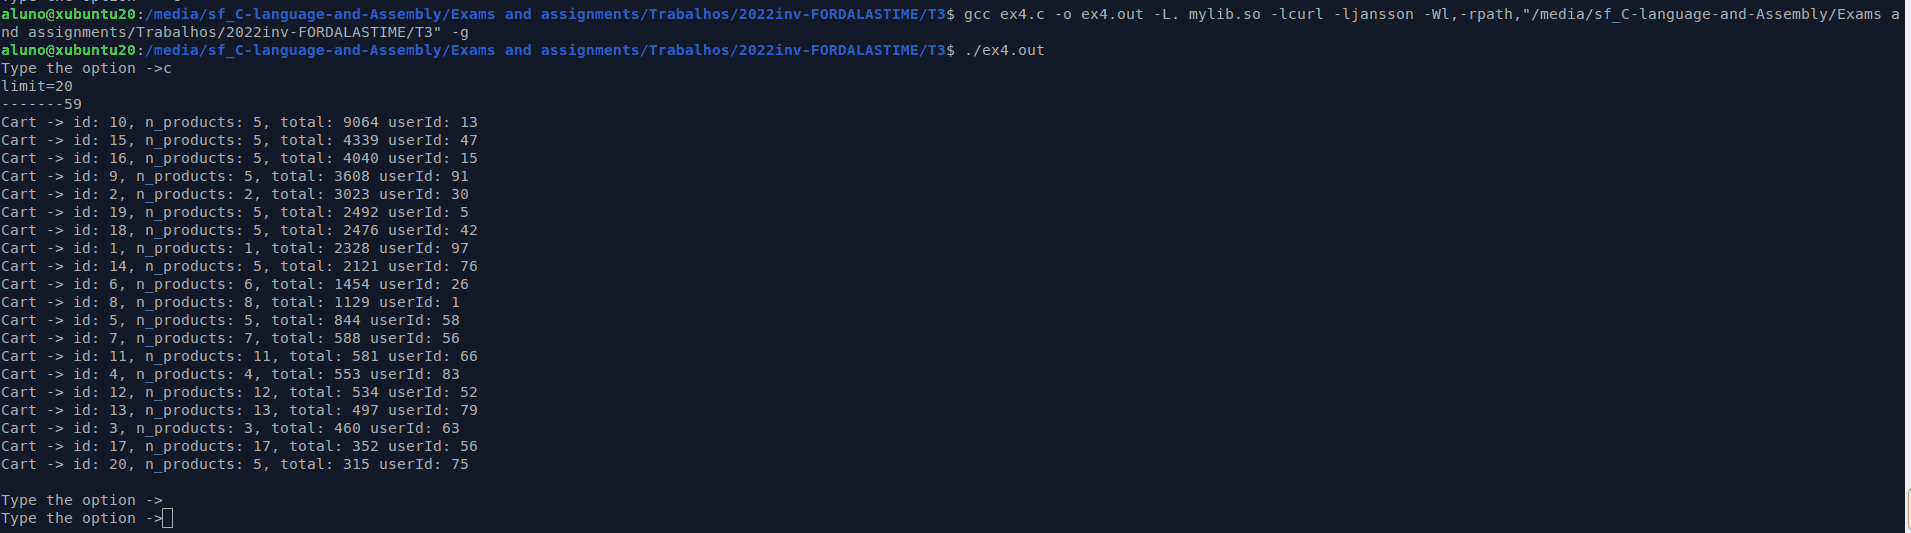 aluno@xubuntu20:/media/sf_C-language-and-Assembly/Exams and assignments/Trabalhos/2022inv-FORDALASTIME/T3$ gcc ex4.c -o ex4.out -L. mylib.so -lcurl -ljansson -Wl,-rpath,"/media/sf_C-language-and-Assembly/Exams a
nd assignments/Trabalhos/2022inv-FORDALASTIME/T3" -g
aluno@xubuntu20:/media/sf_C-language-and-Assembly/Exams and assignments/Trabalhos/2022inv-FORDALASTIME/T3$ ./ex4.out
Type the option ->c
limit=20
-------59
Cart -> id: 10, n_products: 5, total: 9064 userId: 13
Cart -> id: 15, n_products: 5, total: 4339 userId: 47
Cart -> id: 16, n_products: 5, total: 4040 userId: 15
Cart -> id: 9, n_products: 5, total: 3608 userId: 91
Cart -> id: 2, n_products: 2, total: 3023 userId: 30
Cart -> id: 19, n_products: 5, total: 2492 userId: 5
Cart -> id: 18, n_products: 5, total: 2476 userId: 42
Cart -> id: 1, n_products: 1, total: 2328 userId: 97
Cart -> id: 14, n_products: 5, total: 2121 userId: 76
Cart -> id: 6, n_products: 6, total: 1454 userId: 26
Cart -> id: 8, n_products: 8, total: 1129 userId: 1
Cart -> id: 5, n_products: 5, total: 844 userId: 58
Cart -> id: 7, n_products: 7, total: 588 userId: 56
Cart -> id: 11, n_products: 11, total: 581 userId: 66
Cart -> id: 4, n_products: 4, total: 553 userId: 83
Cart -> id: 12, n_products: 12, total: 534 userId: 52
Cart -> id: 13, n_products: 13, total: 497 userId: 79
Cart -> id: 3, n_products: 3, total: 460 userId: 63
Cart -> id: 17, n_products: 17, total: 352 userId: 56
Cart -> id: 20, n_products: 5, total: 315 userId: 75
Type the option ->
Type the option ->